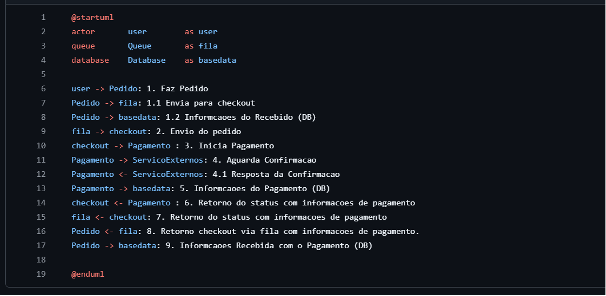 1 @startuml
2 actor user as user
3 queue Queue as fila
4 database Database as basedata
5
6 user -> Pedido: 1. Faz Pedido
7 Pedido -> fila: 1.1 Envia para checkout
8 Pedido -> basedata: 1.2 Informcaoes do Recebido (DB)
9 fila -> checkout: 2. Envio do pedido
10 checkout -> Pagamento : 3. Inicia Pagamento
11 Pagamento -> ServicoExternos: 4. Aguarda Confirmacao
12 Pagamento <- ServicoExternos: 4.1 Resposta da Confirmacao
13 Pagamento -> basedata: 5. Informcaoes do Pagamento (DB)
14 checkout <- Pagamento : 6. Retorno do status com informacoes de pagamento
15 fila <- checkout: 7. Retorno do status com informacoes de pagamento
16 Pedido <- fila: 8. Retorno checkout via fila com informacoes de pagamento.
17 Pedido -> basedata: 9. Informcaoes Recebida com o Pagamento (DB)
18
19 @enduml